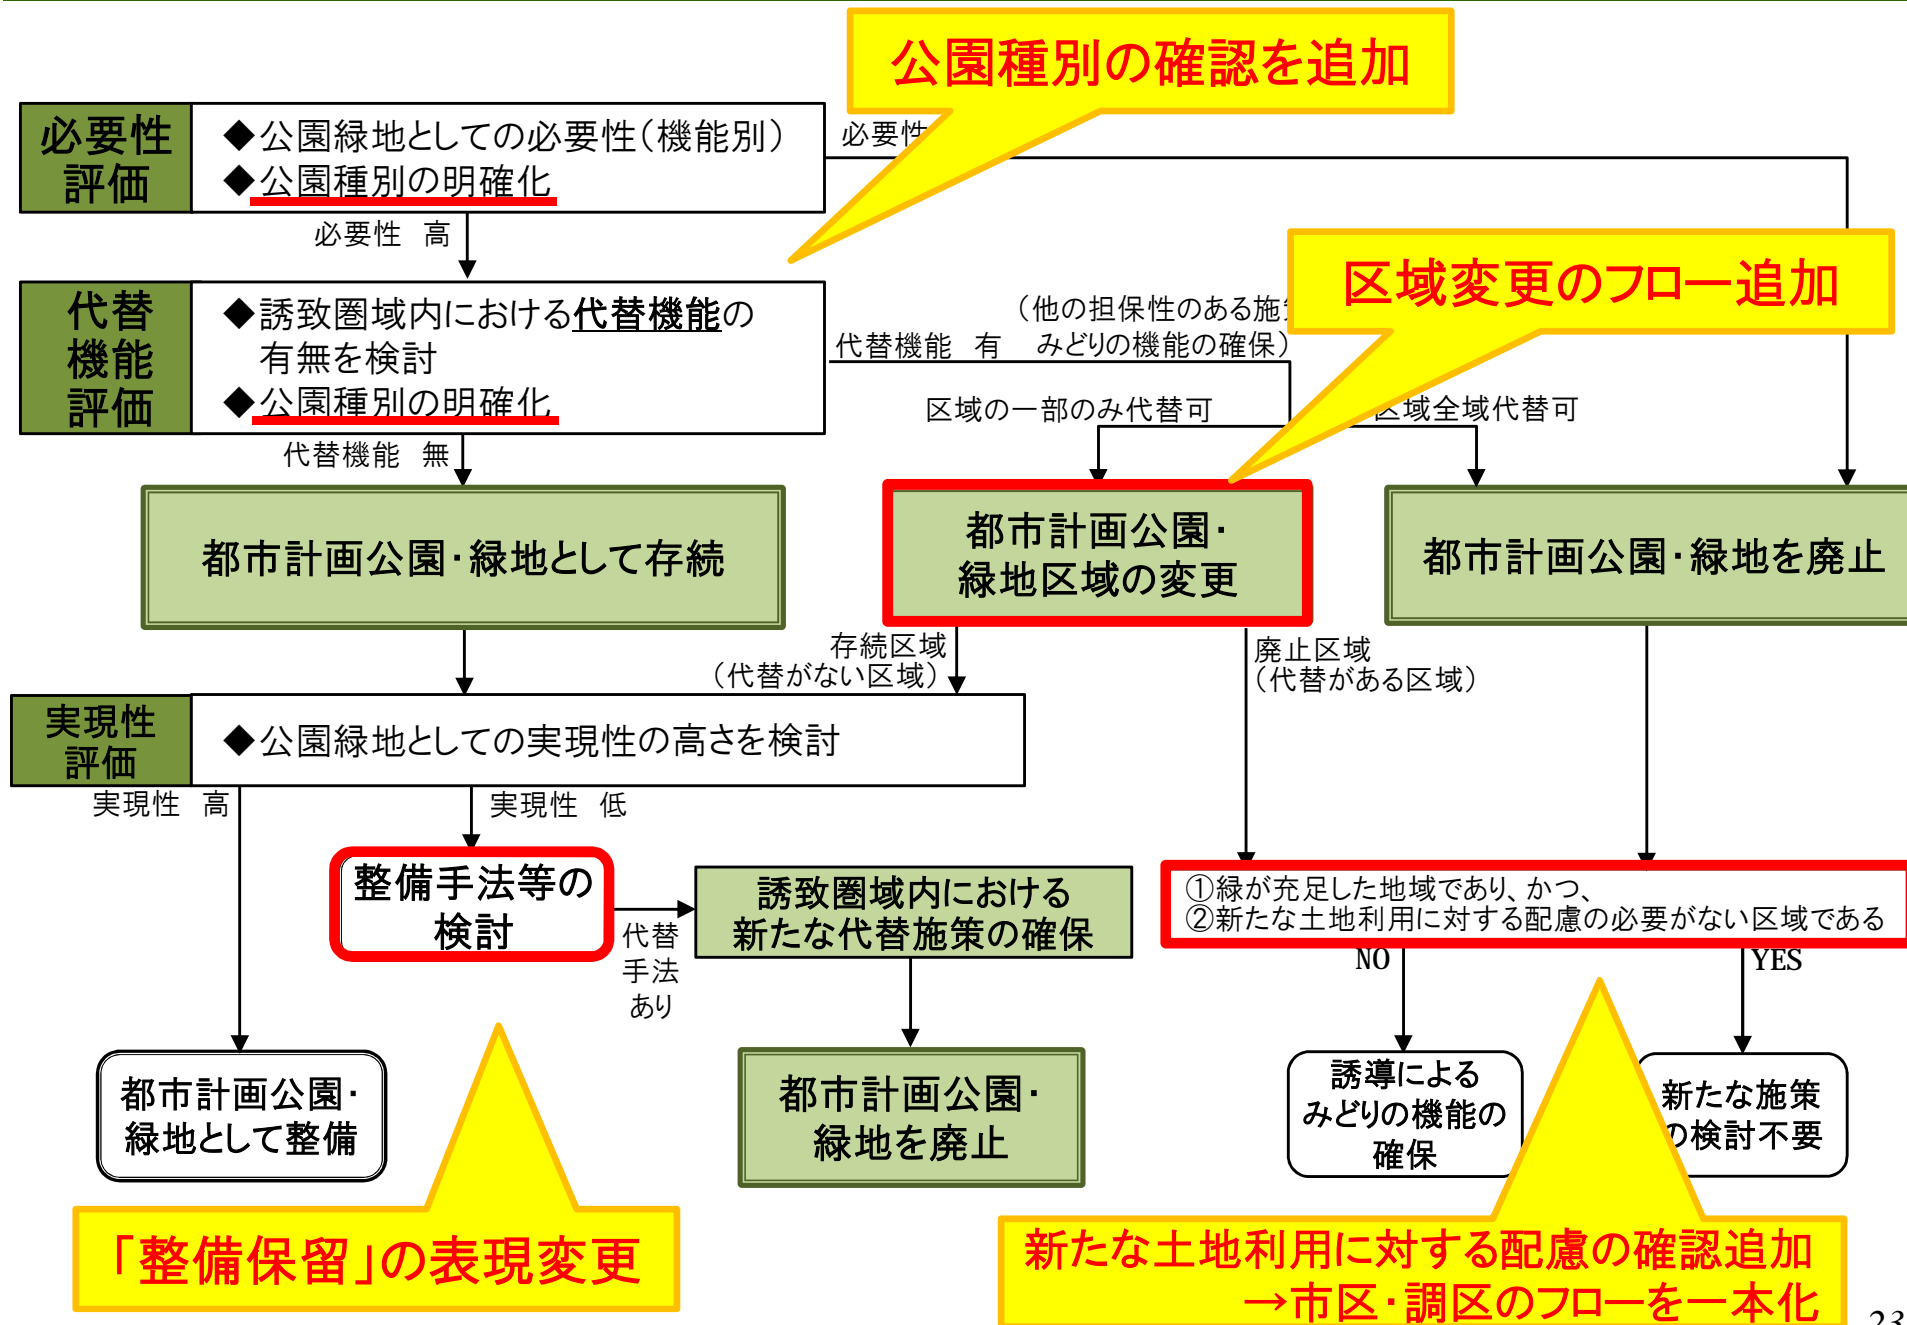 公園種別の確認を追加
必要性
評価
◆公園緑地としての必要性(機能別)
◆公園種別の明確化
必要性
必要性 高
区域変更のフロー追加
代替
機能
評価
◆誘致圏域内における代替機能の
有無を検討
◆公園種別の明確化
(他の担保性のある施
代替機能 有 みどりの機能の確保)
区域の一部のみ代替可
区域全域代替可
代替機能 無
都市計画公園・緑地として存続
都市計画公園・
緑地区域の変更
都市計画公園・緑地を廃止
存続区域
(代替がない区域)
廃止区域
(代替がある区域)
実現性
評価
◆公園緑地としての実現性の高さを検討
実現性 高
実現性 低
整備手法等の
検討
代替
手法
あり
誘致圏域内における
新たな代替施策の確保
①緑が充足した地域であり、かつ、
②新たな土地利用に対する配慮の必要がない区域である
NO
YES
都市計画公園・
緑地として整備
都市計画公園・
緑地を廃止
誘導による
みどりの機能の
確保
新たな施策
の検討不要
「整備保留」の表現変更
新たな土地利用に対する配慮の確認追加
→市区・調区のフローを一本化
23